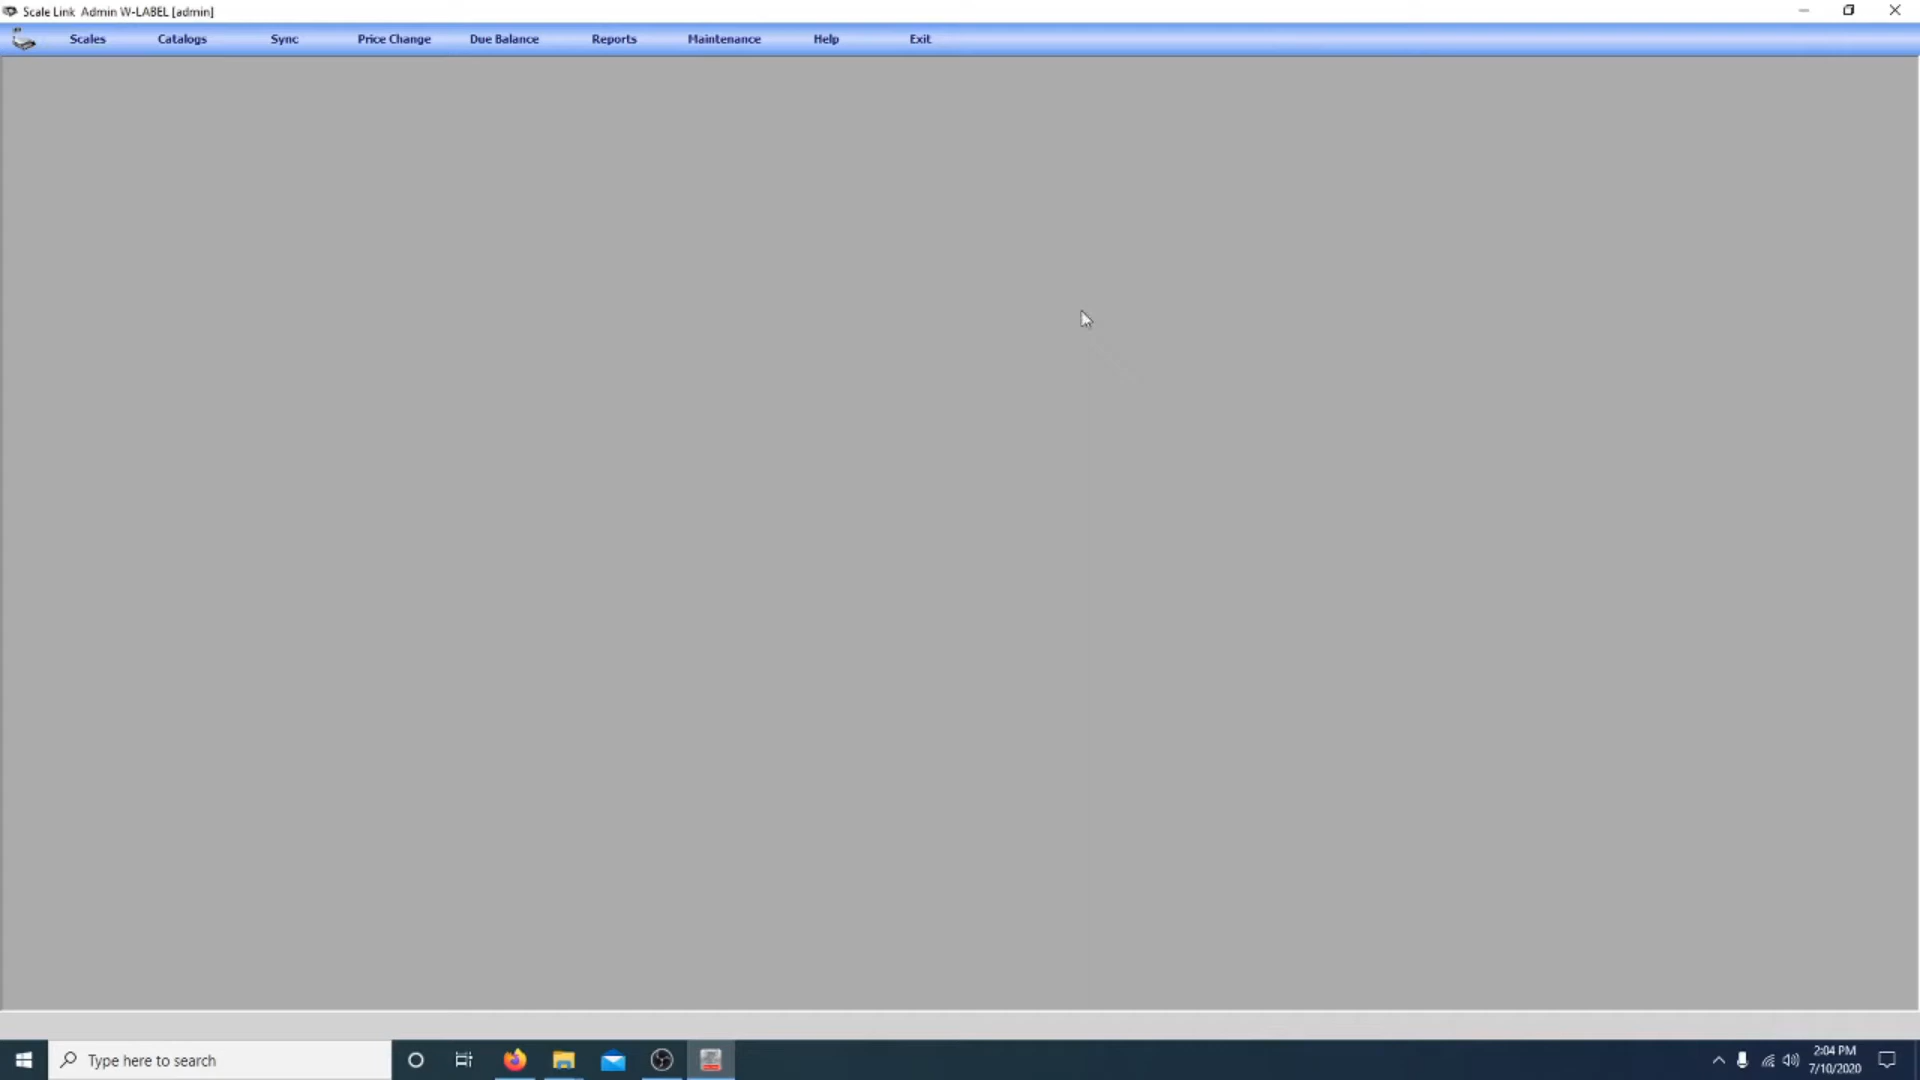 Scale Link Admin W-LABEL [admin]
Scales Catalogs Sync Price Change Due Balance Reports Maintenance Help Exit
Type here to search
2:04 PM
7/10/2020